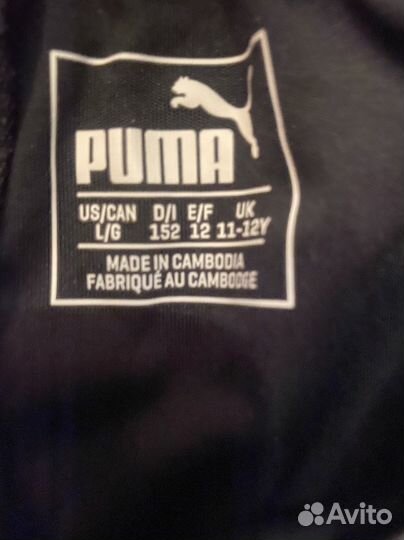 PUMA
US/CAN D/I E/F UK
L/G 152 12 11-12Y
MADE IN CAMBODIA
FABRIQUÉ AU CAMBODGE
Avito